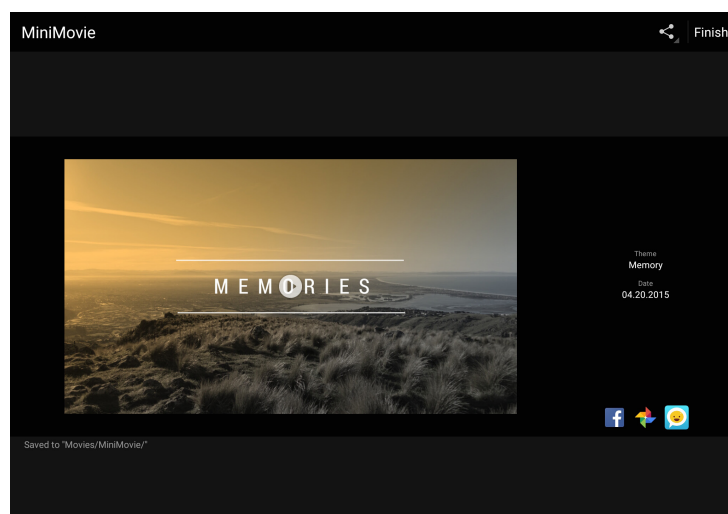 MiniMovie
Finish
MEMORIES
Theme
Memory
Date
04.20.2015
Saved to "Movies/MiniMovie/"